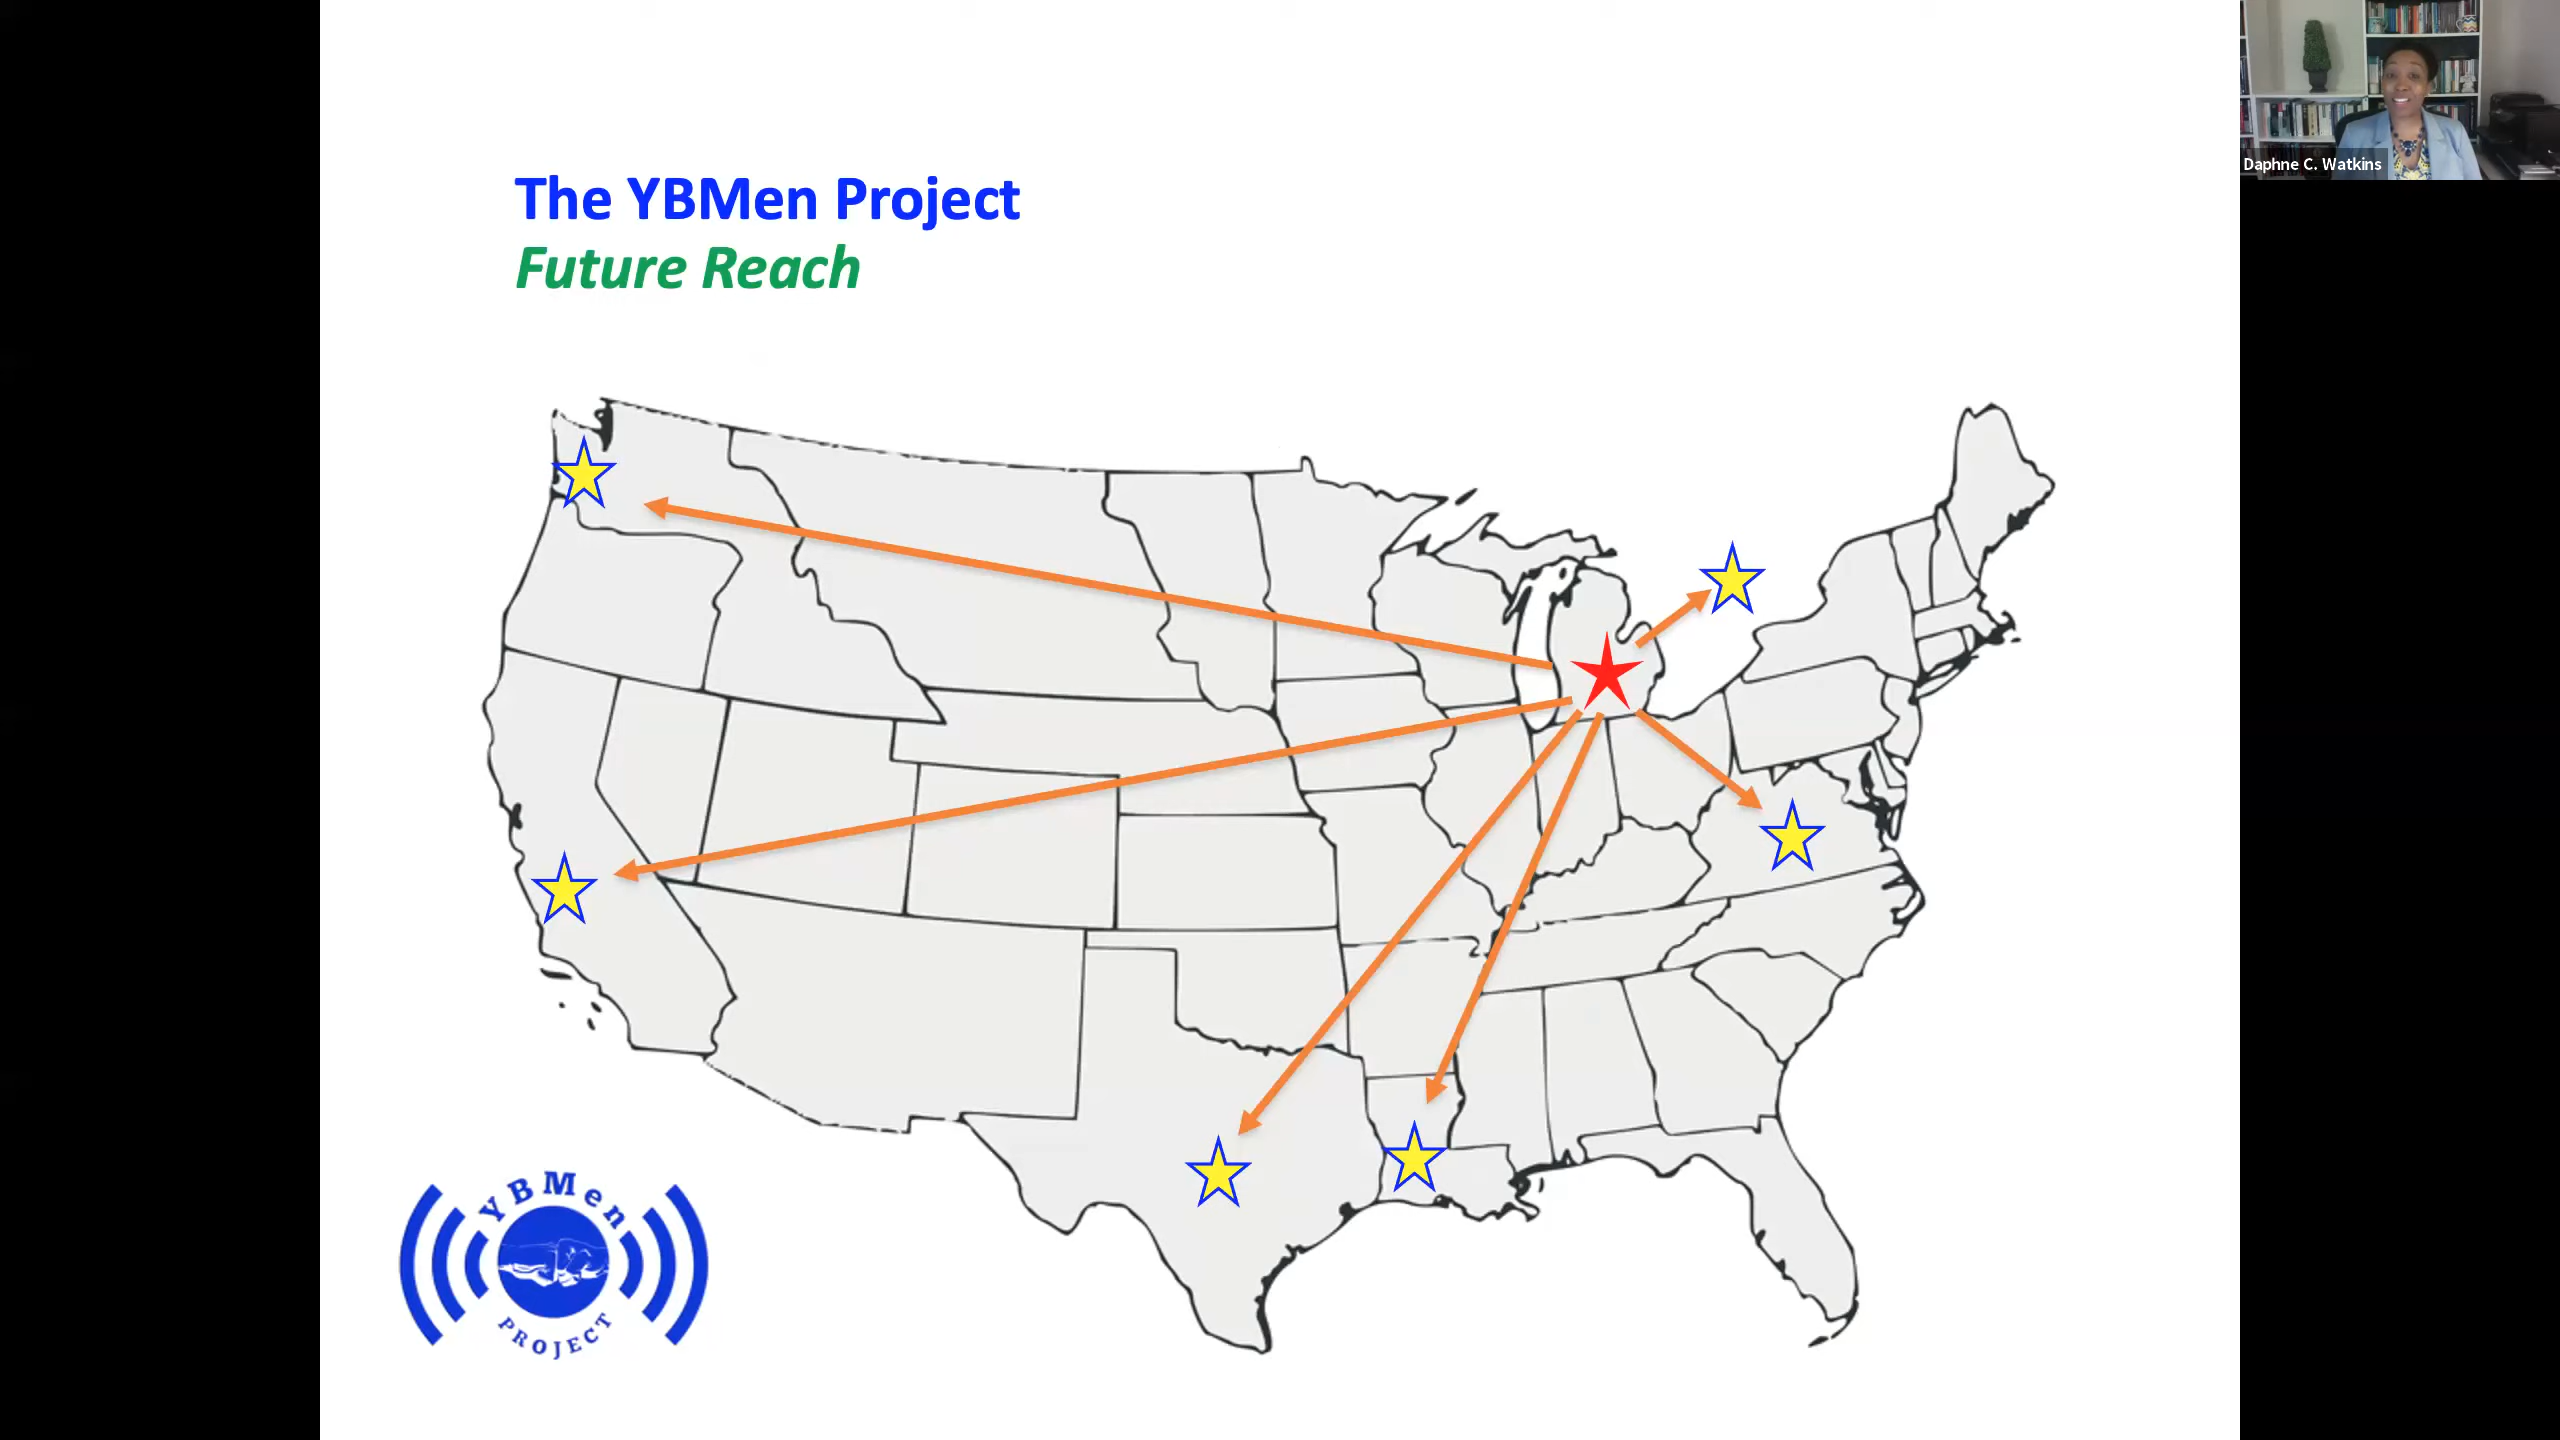 The YBMen Project
Future Reach
Daphne C. Watkins
YBMen
PROJECT